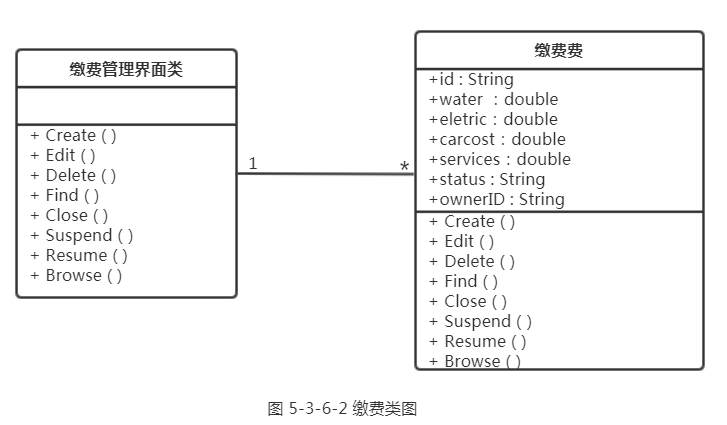 缴费管理界面类
+ Create ( )
+ Edit ( )
+ Delete ( )
+ Find ( )
+ Close ( )
+ Suspend ( )
+ Resume ( )
+ Browse ( )
1
*
缴费费
+id : String
+water : double
+eletric : double
+carcost : double
+services : double
+status : String
+ownerID : String
+ Create ( )
+ Edit ( )
+ Delete ( )
+ Find ( )
+ Close ( )
+ Suspend ( )
+ Resume ( )
+ Browse ( )
图 5-3-6-2 缴费类图